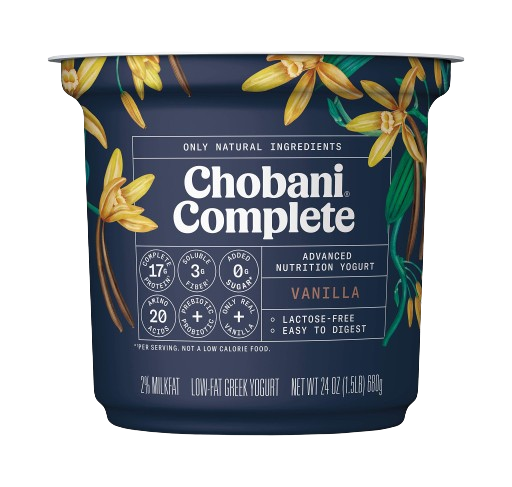 ONLY NATURAL INGREDIENTS
Chobani®
Complete
COMPLETE
17G
PROTEIN*
SOLUBLE
3G
FIBER*
ADDED
0G
SUGAR*
AMINO
20
ACIDS
PREBIOTIC
+
PROBIOTIC
ONLY REAL
+
VANILLA
ADVANCED
NUTRITION YOGURT
VANILLA
LACTOSE-FREE
EASY TO DIGEST
*PER SERVING. NOT A LOW CALORIE FOOD.
2% MILKFAT LOW-FAT GREEK YOGURT NET WT 24 OZ (1.5LB) 680g